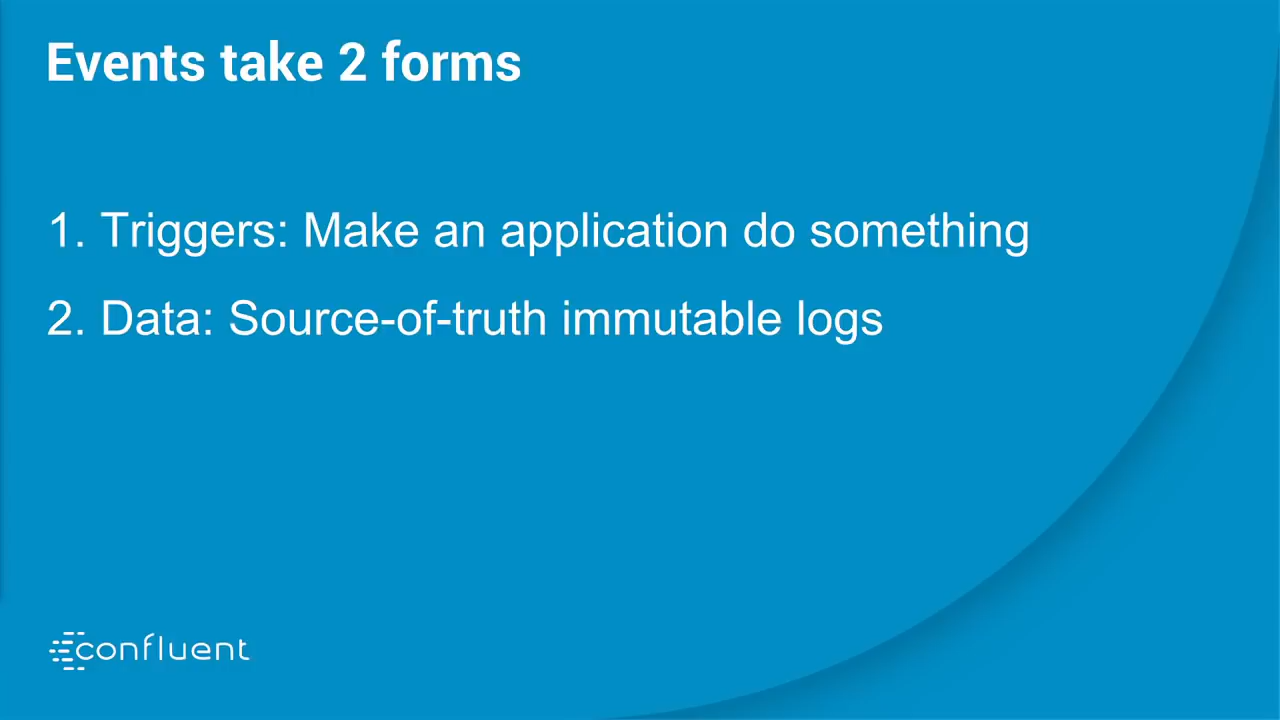 Events take 2 forms
1. Triggers: Make an application do something
2. Data: Source-of-truth immutable logs
confluent